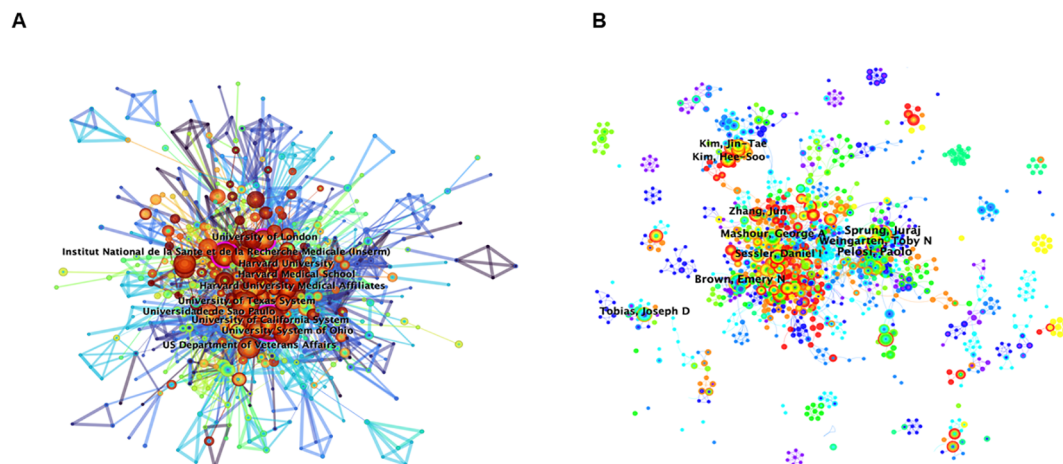 A
B
University of London
Institut National de la Sante et de la Recherche Medicale (Inserm)
Harvard University
Harvard Medical School
Harvard University Medical Affiliates
University of Texas System
Universidade de Sao Paulo
University of California System
University System of Ohio
US Department of Veterans Affairs
Kim, Jin-Tae
Kim, Hee-Soo
Zhang, Jun
Mashour, George A
Sprung, Juraj
Weingarten, Toby N
Sessler, Daniel I
Pelosi, Paolo
Brown, Emery N
Tobias, Joseph D